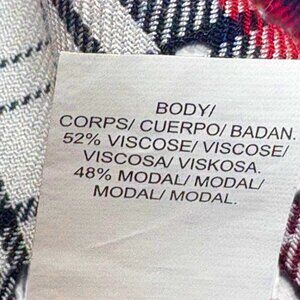 BODY/
CORPS/ CUERPO/ BADAN.
52% VISCOSE/ VISCOSE/
VISCOSA/ VISKOSA.
48% MODAL/ MODAL/
MODAL/ MODAL.